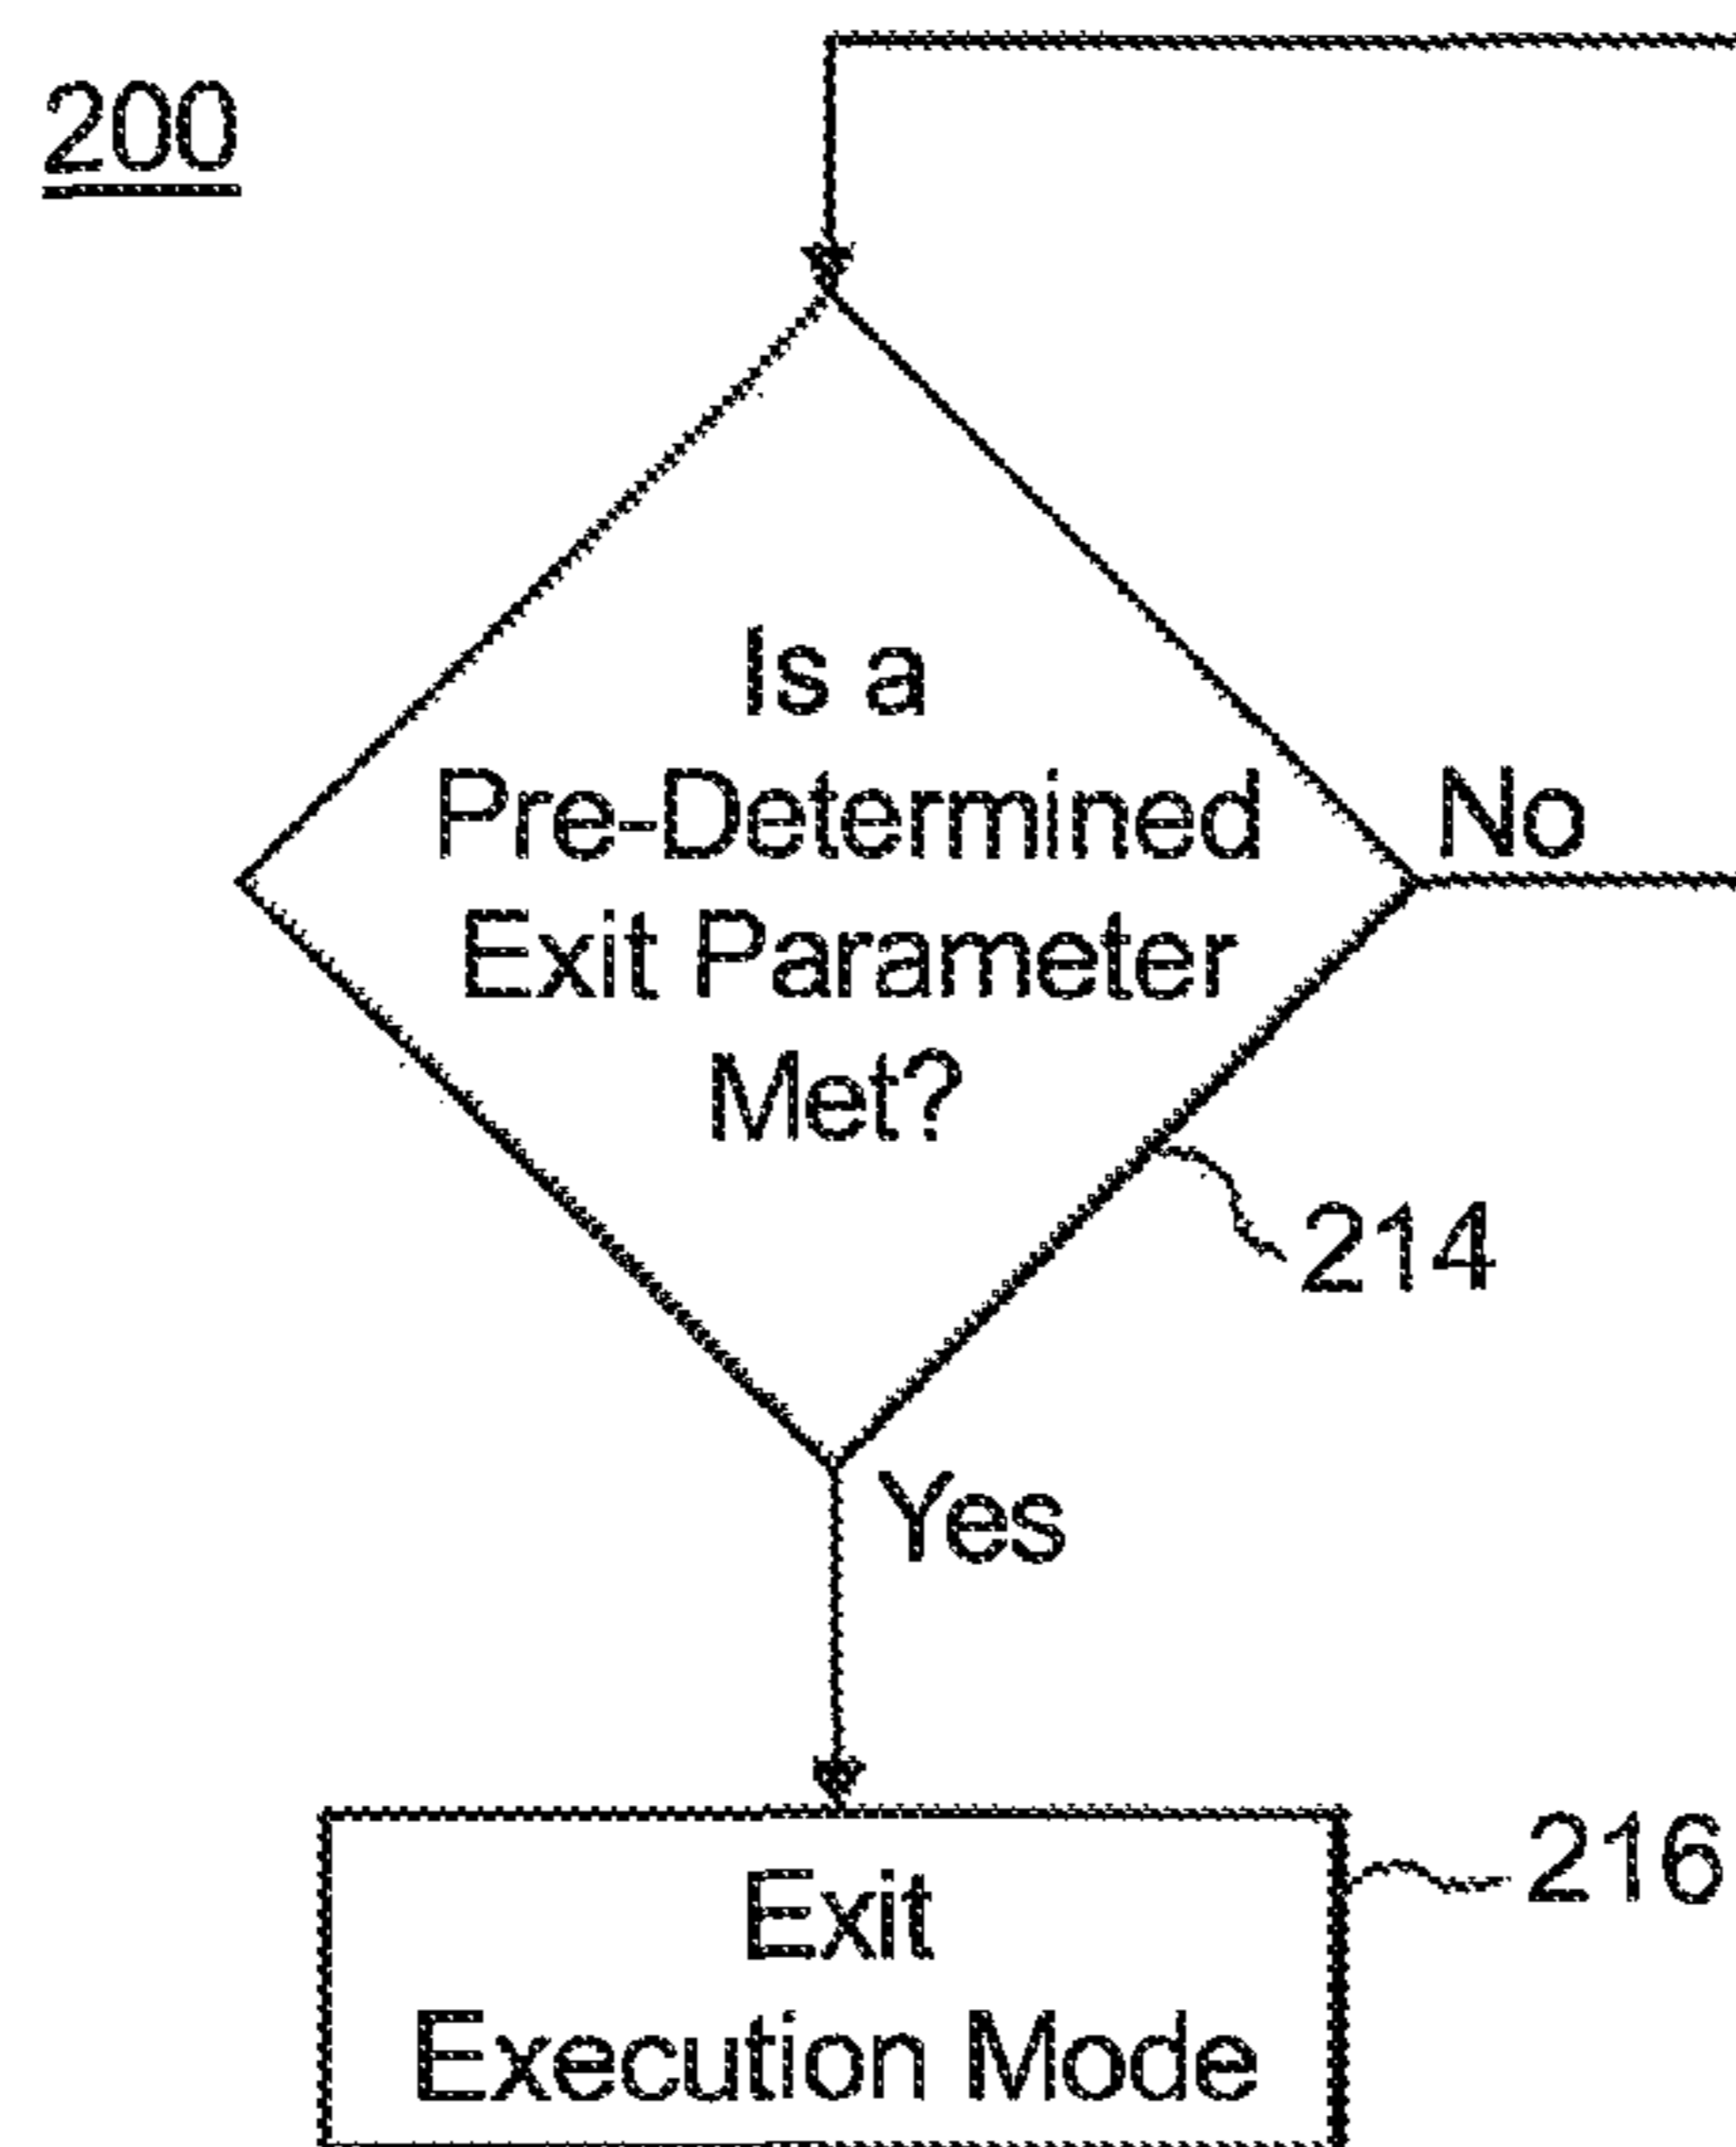 200
Is a
Pre-Determined
Exit Parameter
Met?
No
214
Yes
Exit
Execution Mode
216